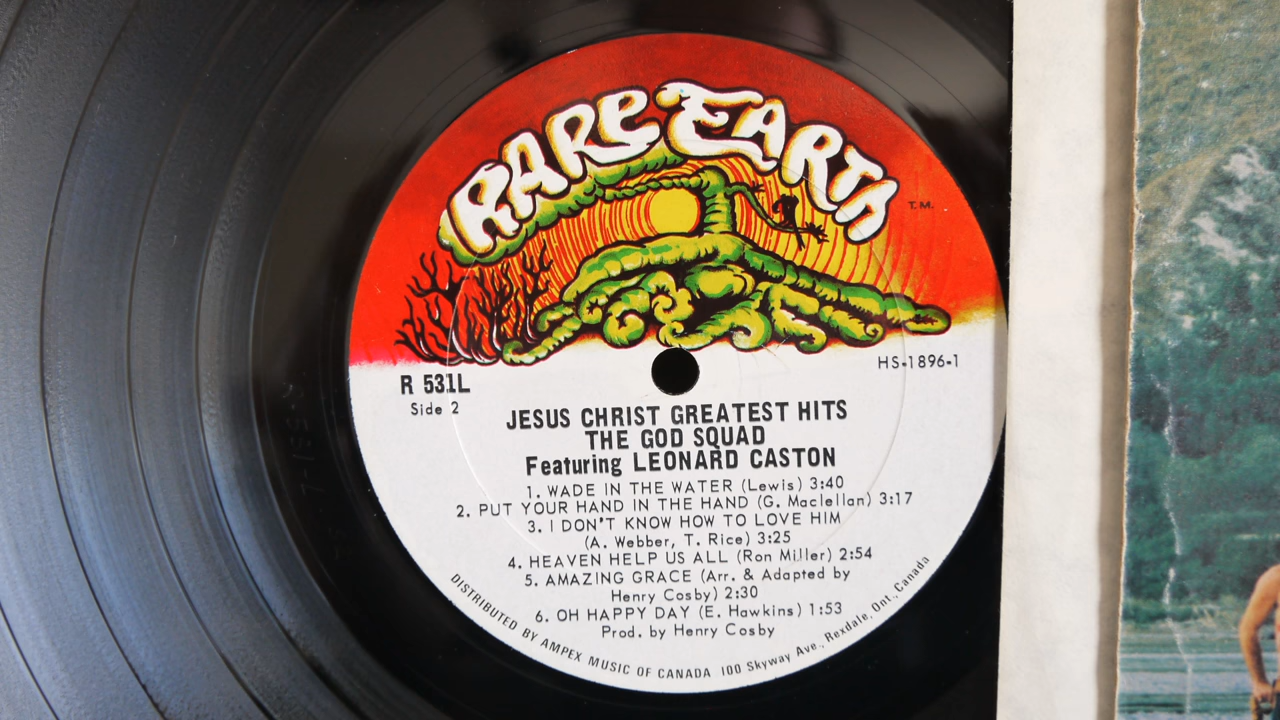 RARE EARTH
T.M.
R 531L
HS-1896-1
Side 2
JESUS CHRIST GREATEST HITS
THE GOD SQUAD
Featuring LEONARD CASTON
1. WADE IN THE WATER (Lewis) 3:40
2. PUT YOUR HAND IN THE HAND (G. Maclellan) 3:17
3. I DON'T KNOW HOW TO LOVE HIM
(A. Webber, T. Rice) 3:25
4. HEAVEN HELP US ALL (Ron Miller) 2:54
5. AMAZING GRACE (Arr. & Adapted by
Henry Cosby) 2:30
6. OH HAPPY DAY (E. Hawkins) 1:53
Prod. by Henry Cosby
DISTRIBUTED BY AMPEX MUSIC OF CANADA 100 Skyway Ave., Rexdale, Ont., Canada